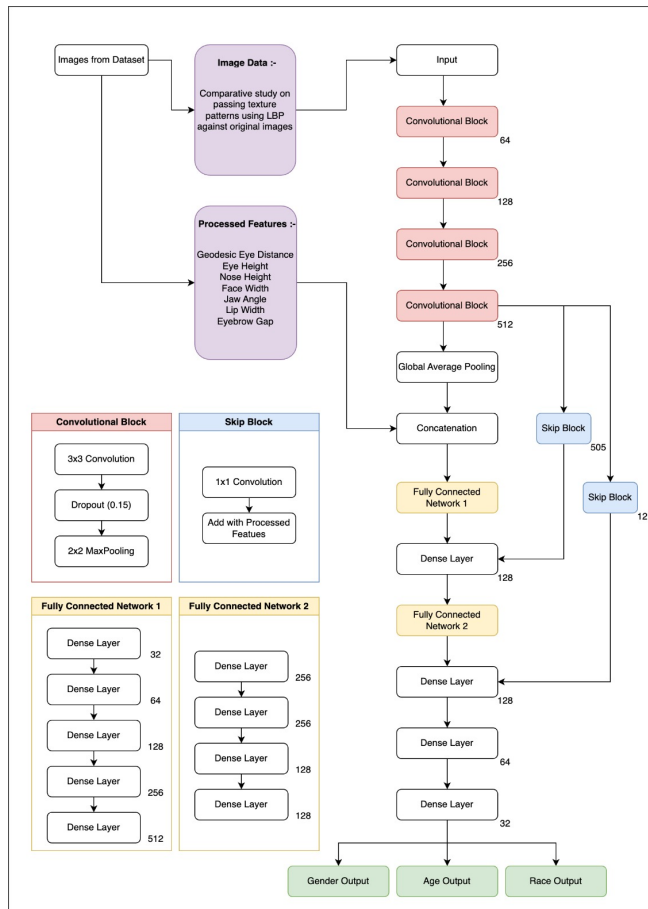 Images from Dataset
Image Data :-
Comparative study on
passing texture
patterns using LBP
against original images
Input
Convolutional Block
64
Convolutional Block
128
Processed Features :-
Geodesic Eye Distance
Eye Height
Nose Height
Face Width
Jaw Angle
Lip Width
Eyebrow Gap
Convolutional Block
256
Convolutional Block
512
Global Average Pooling
Concatenation
Skip Block
505
Skip Block
12
Fully Connected
Network 1
Dense Layer
128
Fully Connected
Network 2
Dense Layer
128
Dense Layer
64
Dense Layer
32
Gender Output
Age Output
Race Output
Convolutional Block
3x3 Convolution
Dropout (0.15)
2x2 MaxPooling
Skip Block
1x1 Convolution
Add with Processed
Featues
Fully Connected Network 1
Dense Layer
32
Dense Layer
64
Dense Layer
128
Dense Layer
256
Dense Layer
512
Fully Connected Network 2
Dense Layer
256
Dense Layer
256
Dense Layer
128
Dense Layer
128